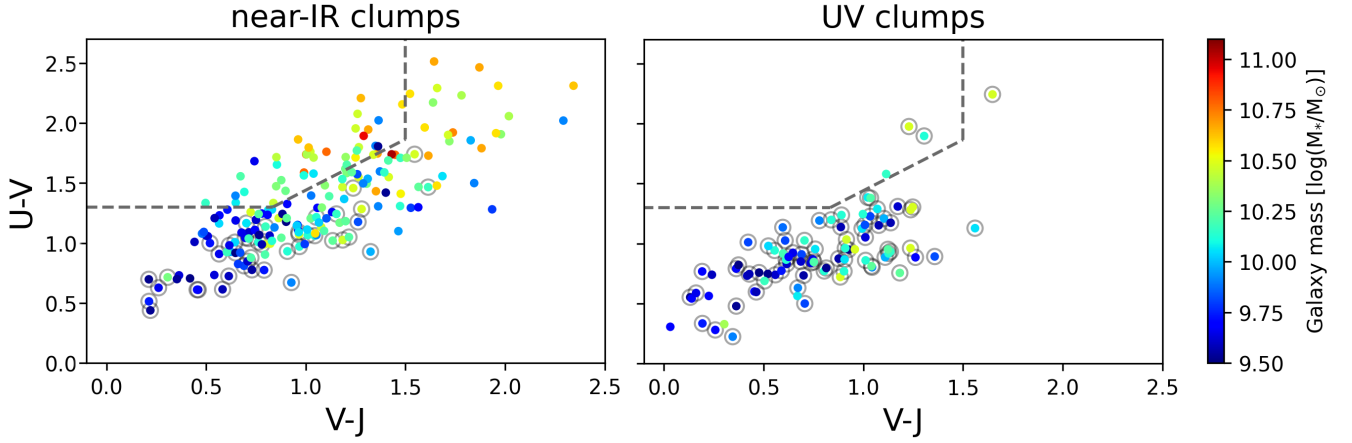 near-IR clumps
UV clumps
U-V
2.5
2.0
1.5
1.0
0.5
0.0
0.0 0.5 1.0 1.5 2.0 2.5
V-J
0.0 0.5 1.0 1.5 2.0 2.5
V-J
11.00
10.75
10.50
10.25
10.00
9.75
9.50
Galaxy mass [log(M*/M⊙)]